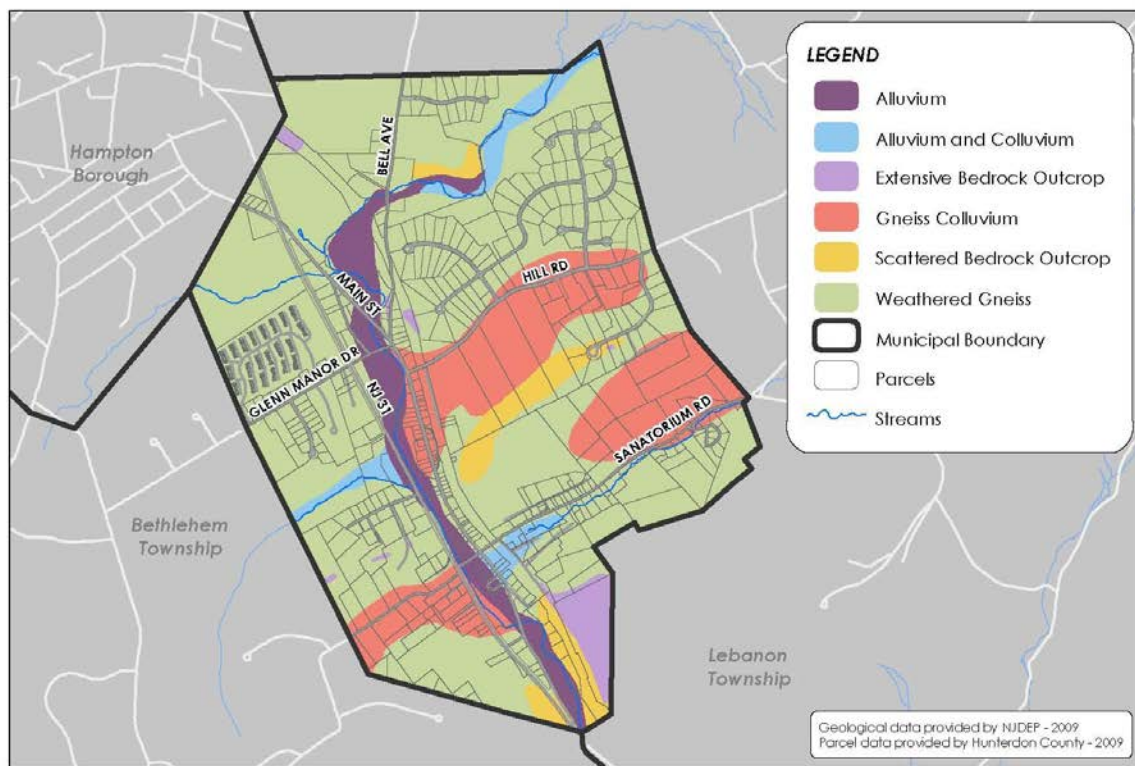 LEGEND
Alluvium
Alluvium and Colluvium
Extensive Bedrock Outcrop
Gneiss Colluvium
Scattered Bedrock Outcrop
Weathered Gneiss
Municipal Boundary
Parcels
Streams
Hampton
Borough
BELL AVE
MAIN ST
HILL RD
GLENN MANOR DR
NJ 31
SANATORIUM RD
Bethlehem
Township
Lebanon
Township
Geological data provided by NJDEP - 2009
Parcel data provided by Hunterdon County - 2009